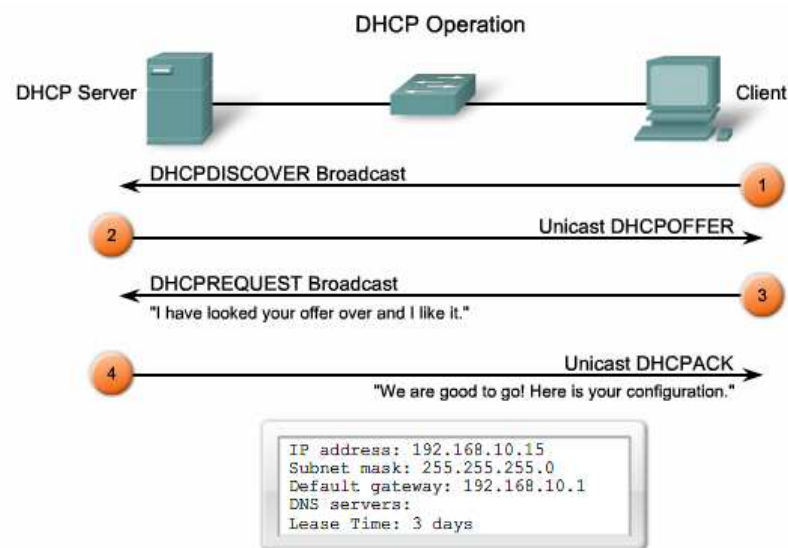 DHCP Operation
DHCP Server
Client
DHCPDISCOVER Broadcast
1
2
Unicast DHCPOFFER
DHCPREQUEST Broadcast
3
"I have looked your offer over and I like it."
4
Unicast DHCPACK
"We are good to go! Here is your configuration."
IP address: 192.168.10.15
Subnet mask: 255.255.255.0
Default gateway: 192.168.10.1
DNS servers:
Lease Time: 3 days